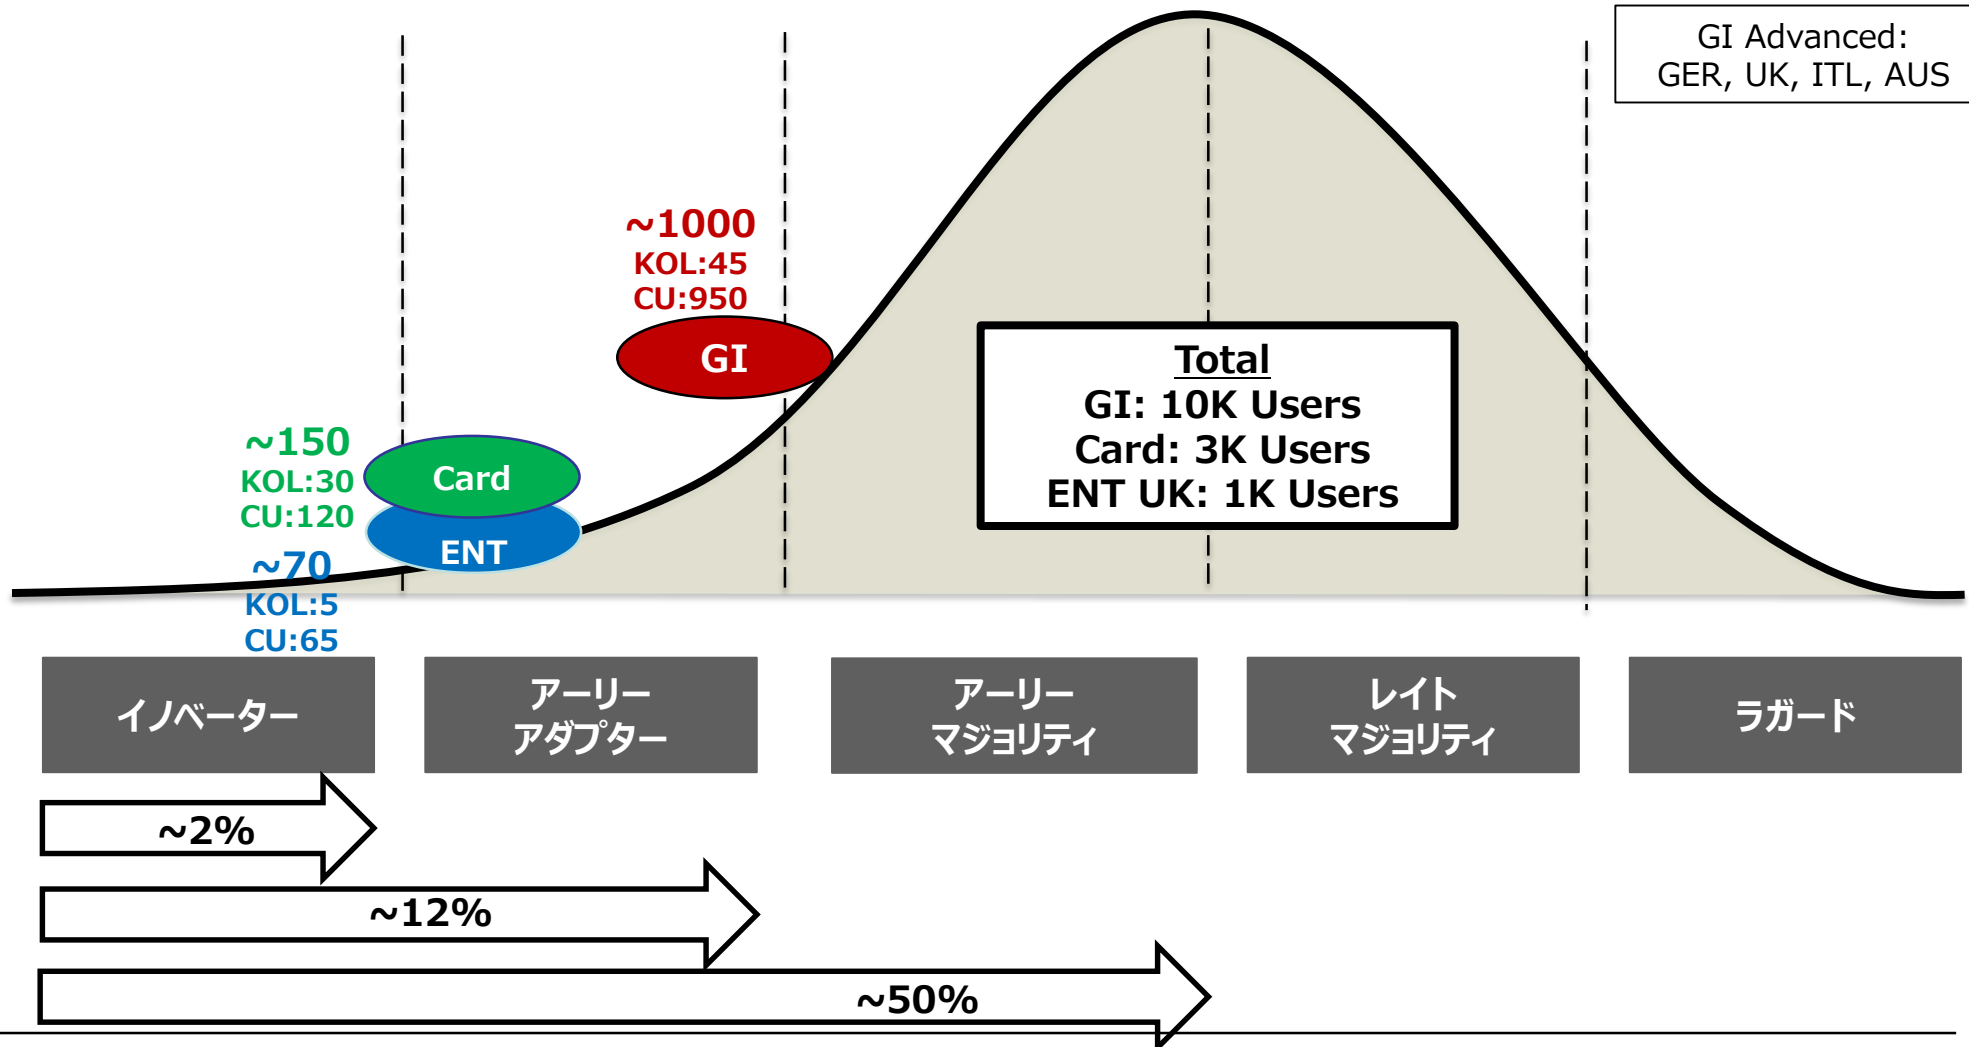 GI Advanced:
GER, UK, ITL, AUS
~1000
KOL:45
CU:950
GI
Total
GI: 10K Users
Card: 3K Users
ENT UK: 1K Users
~150
KOL:30
CU:120
Card
ENT
~70
KOL:5
CU:65
イノベーター
アーリー
アダプター
アーリー
マジョリティ
レイト
マジョリティ
ラガード
~2%
~12%
~50%